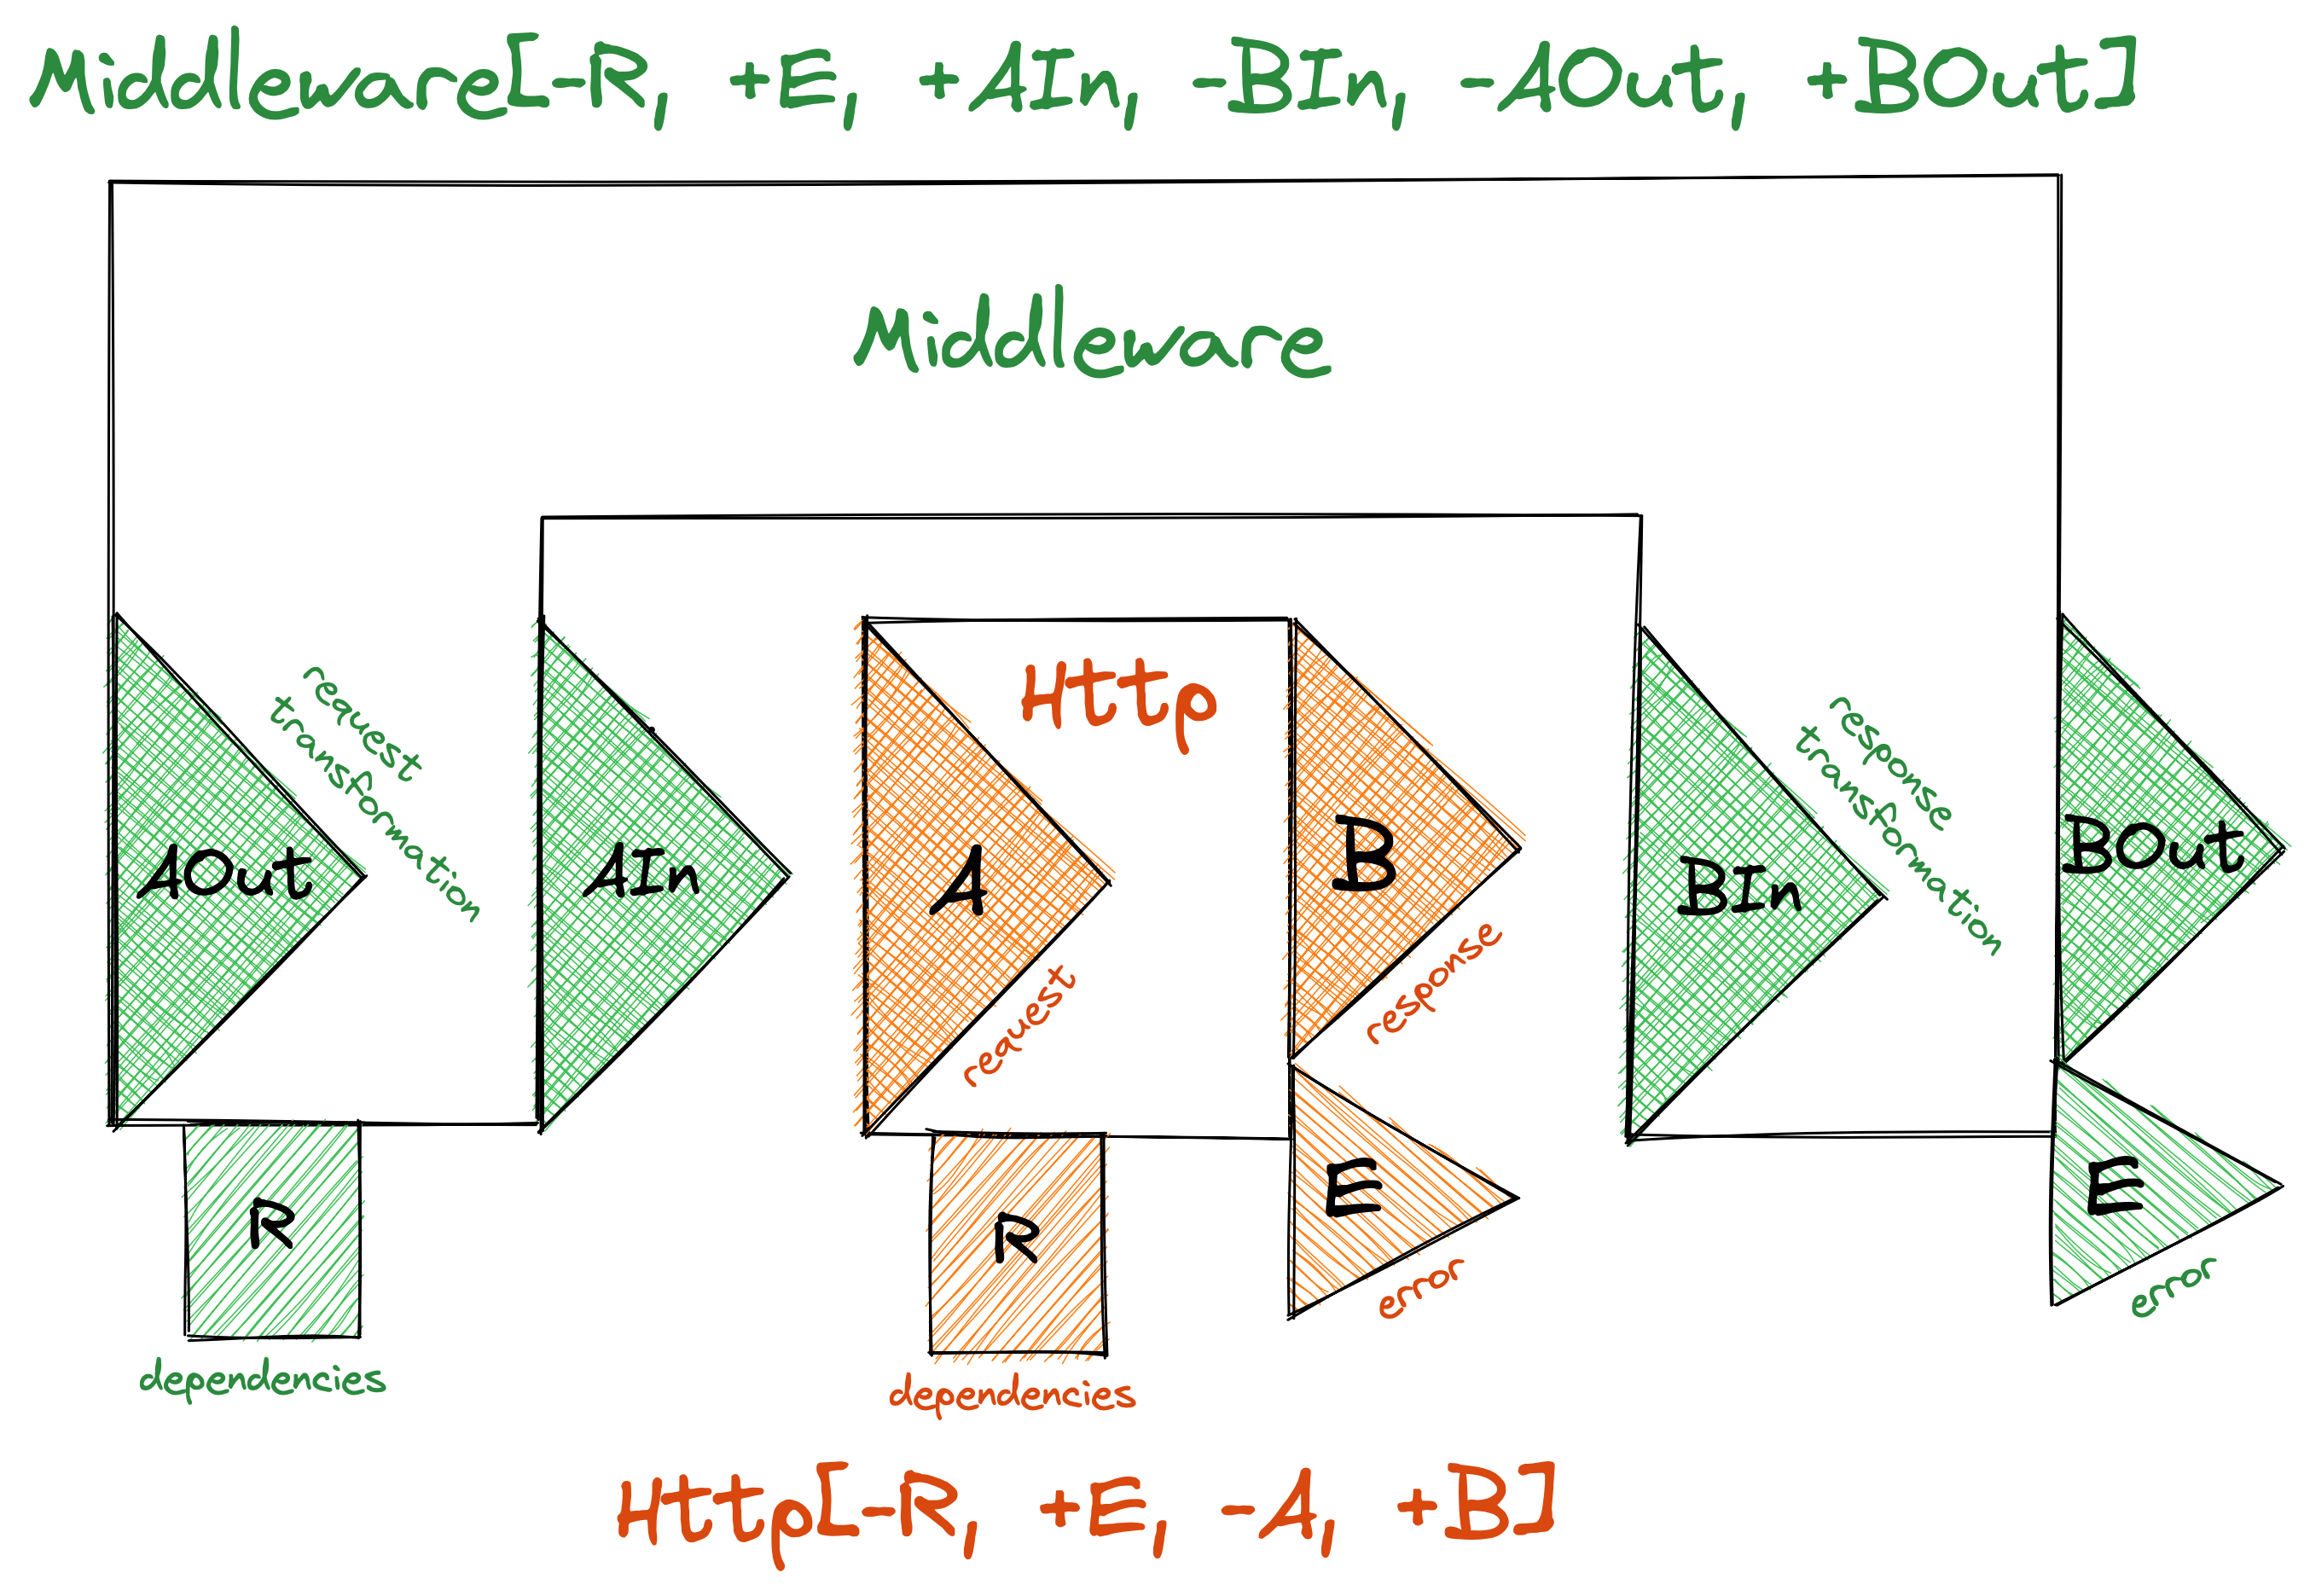 Middleware[-R, +E, +AIn, -BIn, -AOut, +BOut]
Middleware
Http
request
transformation
response
transformation
AOut
AIn
A
B
BIn
BOut
request
response
R
R
E
E
error
error
dependencies
dependencies
Http[-R, +E, -A, +B]